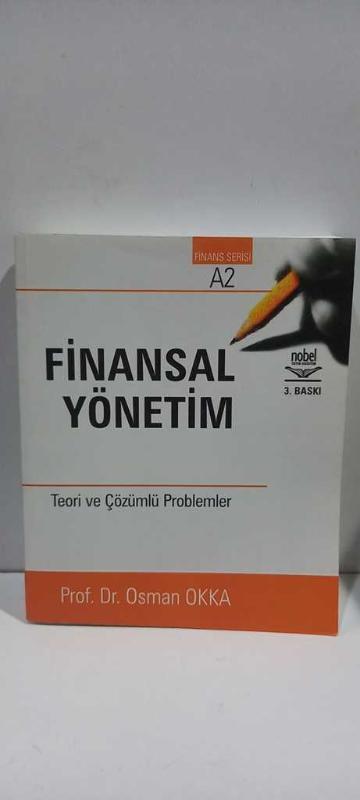 FİNANS SERİSİ
A2
nobel
3. BASKI
FİNANSAL
YÖNETİM
Teori ve Çözümlü Problemler
Prof. Dr. Osman OKKA